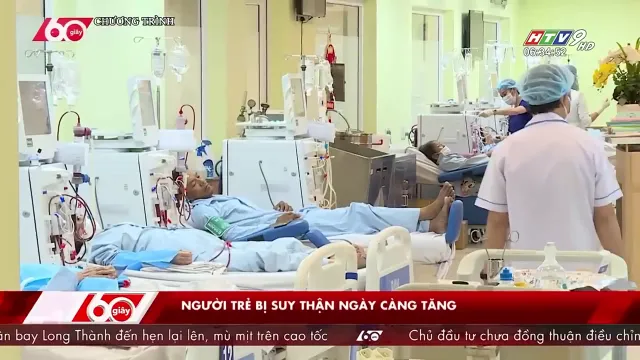 CHƯƠNG TRÌNH
60 giây
HTV9 HD
06:34:52
NGƯỜI TRẺ BỊ SUY THẬN NGÀY CÀNG TĂNG
60 giây
ân bay Long Thành đến hẹn lại lên, mù mịt trên cao tốc
60 giây
Chủ đầu tư chưa đồng thuận điều chỉn